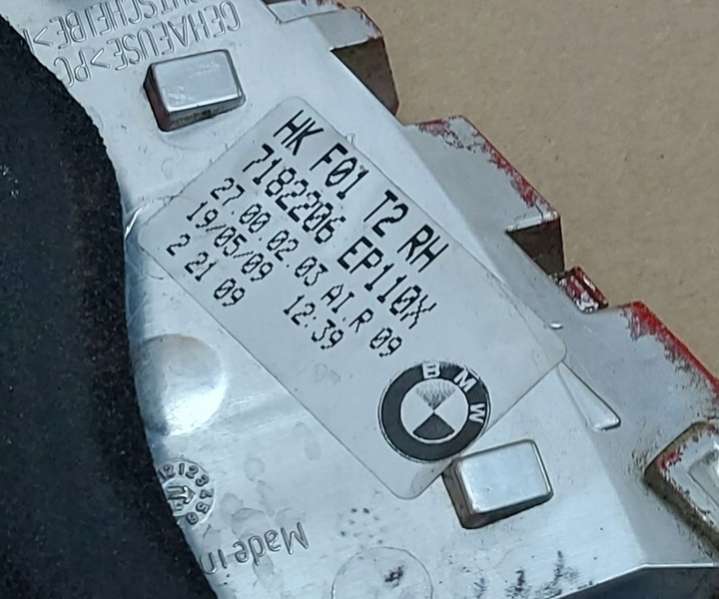 GEHAEUSE>PC
HK F01 T2 RH
7182206 EP110X
27.00.02.03 AI.R 09
19/05/09 12:39
2 21 09
BMW
Made in